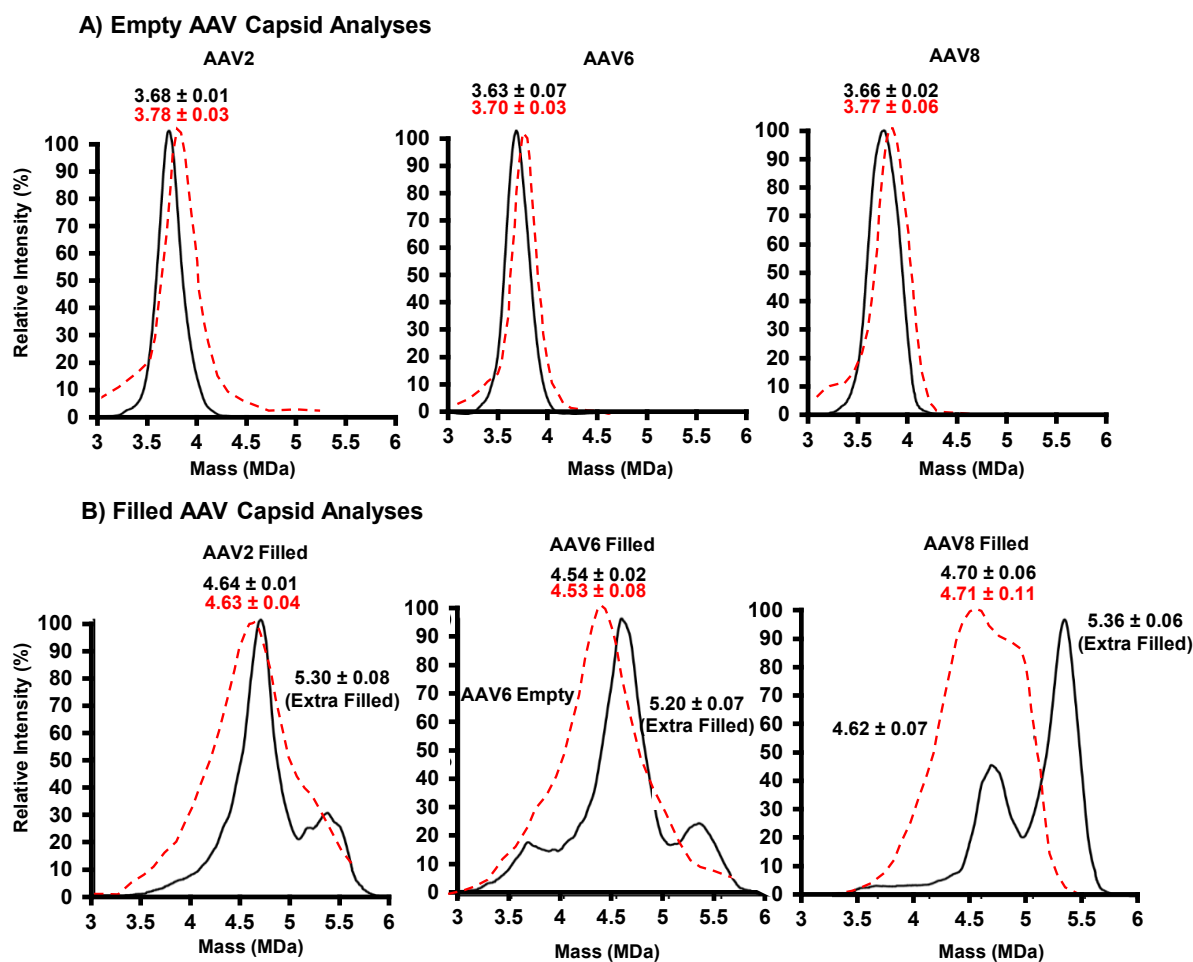 A) Empty AAV Capsid Analyses
AAV2
AAV6
AAV8
3.68 ± 0.01
3.78 ± 0.03
3.63 ± 0.07
3.70 ± 0.03
3.66 ± 0.02
3.77 ± 0.06
Relative Intensity (%)
100
90
80
70
60
50
40
30
20
10
0
3 3.5 4 4.5 5 5.5 6
Mass (MDa)
100
90
80
70
60
50
40
30
20
10
0
3 3.5 4 4.5 5 5.5 6
Mass (MDa)
100
90
80
70
60
50
40
30
20
10
0
3 3.5 4 4.5 5 5.5 6
Mass (MDa)
B) Filled AAV Capsid Analyses
AAV2 Filled
4.64 ± 0.01
4.63 ± 0.04
5.30 ± 0.08
(Extra Filled)
Relative Intensity (%)
100
90
80
70
60
50
40
30
20
10
0
3 3.5 4 4.5 5 5.5 6
Mass (MDa)
AAV6 Filled
4.54 ± 0.02
4.53 ± 0.08
AAV6 Empty
5.20 ± 0.07
(Extra Filled)
100
90
80
70
60
50
40
30
20
10
0
3 3.5 4 4.5 5 5.5 6
Mass (MDa)
AAV8 Filled
4.70 ± 0.06
4.71 ± 0.11
5.36 ± 0.06
(Extra Filled)
4.62 ± 0.07
100
90
80
70
60
50
40
30
20
10
0
3 3.5 4 4.5 5 5.5 6
Mass (MDa)